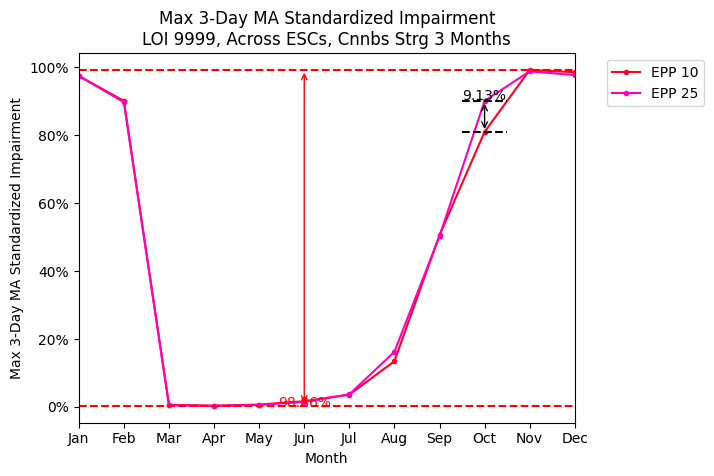 Max 3-Day MA Standardized Impairment
LOI 9999, Across ESCs, Cnnbs Strg 3 Months
100%
80%
60%
40%
20%
0%
Max 3-Day MA Standardized Impairment
9.13%
EPP 10
EPP 25
Jan Feb Mar Apr May Jun Jul Aug Sep Oct Nov Dec
Month